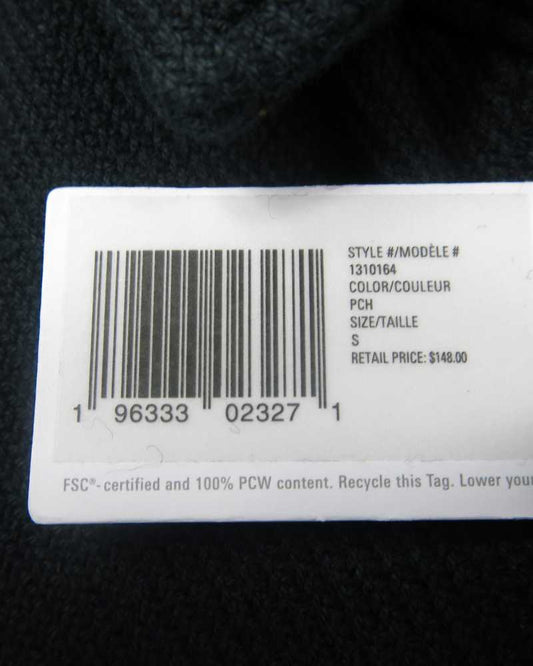 STYLE #/MODÈLE #
1310164
COLOR/COULEUR
PCH
SIZE/TAILLE
S
RETAIL PRICE: $148.00
1 96333 02327 1
FSC®- certified and 100% PCW content. Recycle this Tag. Lower your